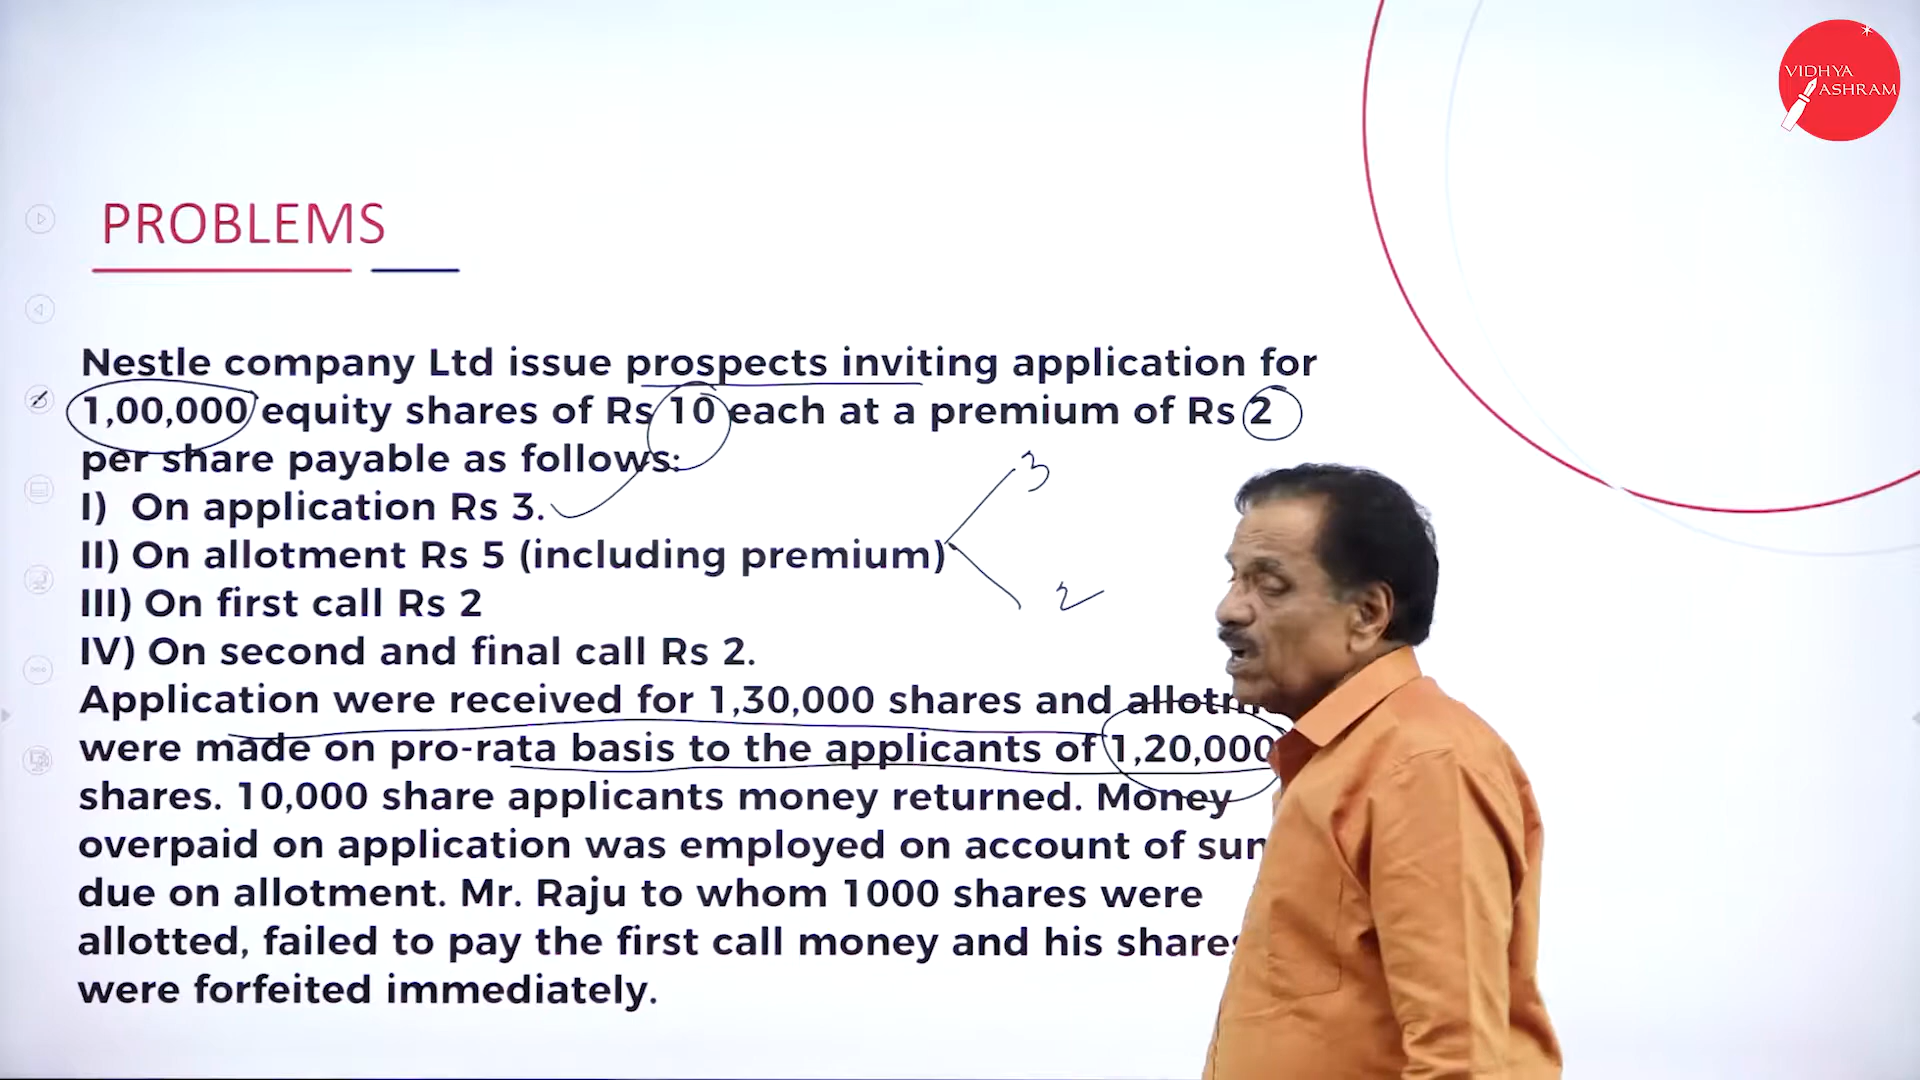 VIDHYA
ASHRAM
PROBLEMS
Nestle company Ltd issue prospects inviting application for
1,00,000 equity shares of Rs 10 each at a premium of Rs 2
per share payable as follows:
3
I) On application Rs 3.
II) On allotment Rs 5 (including premium)
2
III) On first call Rs 2
IV) On second and final call Rs 2.
Application were received for 1,30,000 shares and
were made on pro-rata basis to the applicants of 1,20,000
shares. 10,000 share applicants money returned. Money
overpaid on application was employed on account of
due on allotment. Mr. Raju to whom 1000 shares were
allotted, failed to pay the first call money and his
were forfeited immediately.